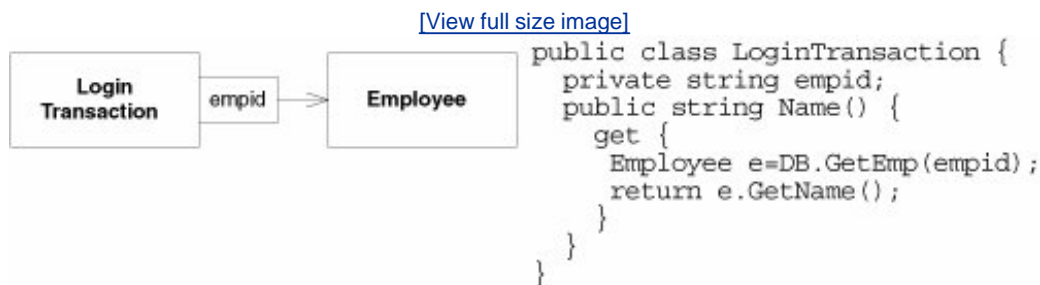 [View full size image]
Login
Transaction
empid
Employee
public class LoginTransaction {
private string empid;
public string Name() {
get {
Employee e=DB.GetEmp(empid);
return e.GetName();
}
}
}